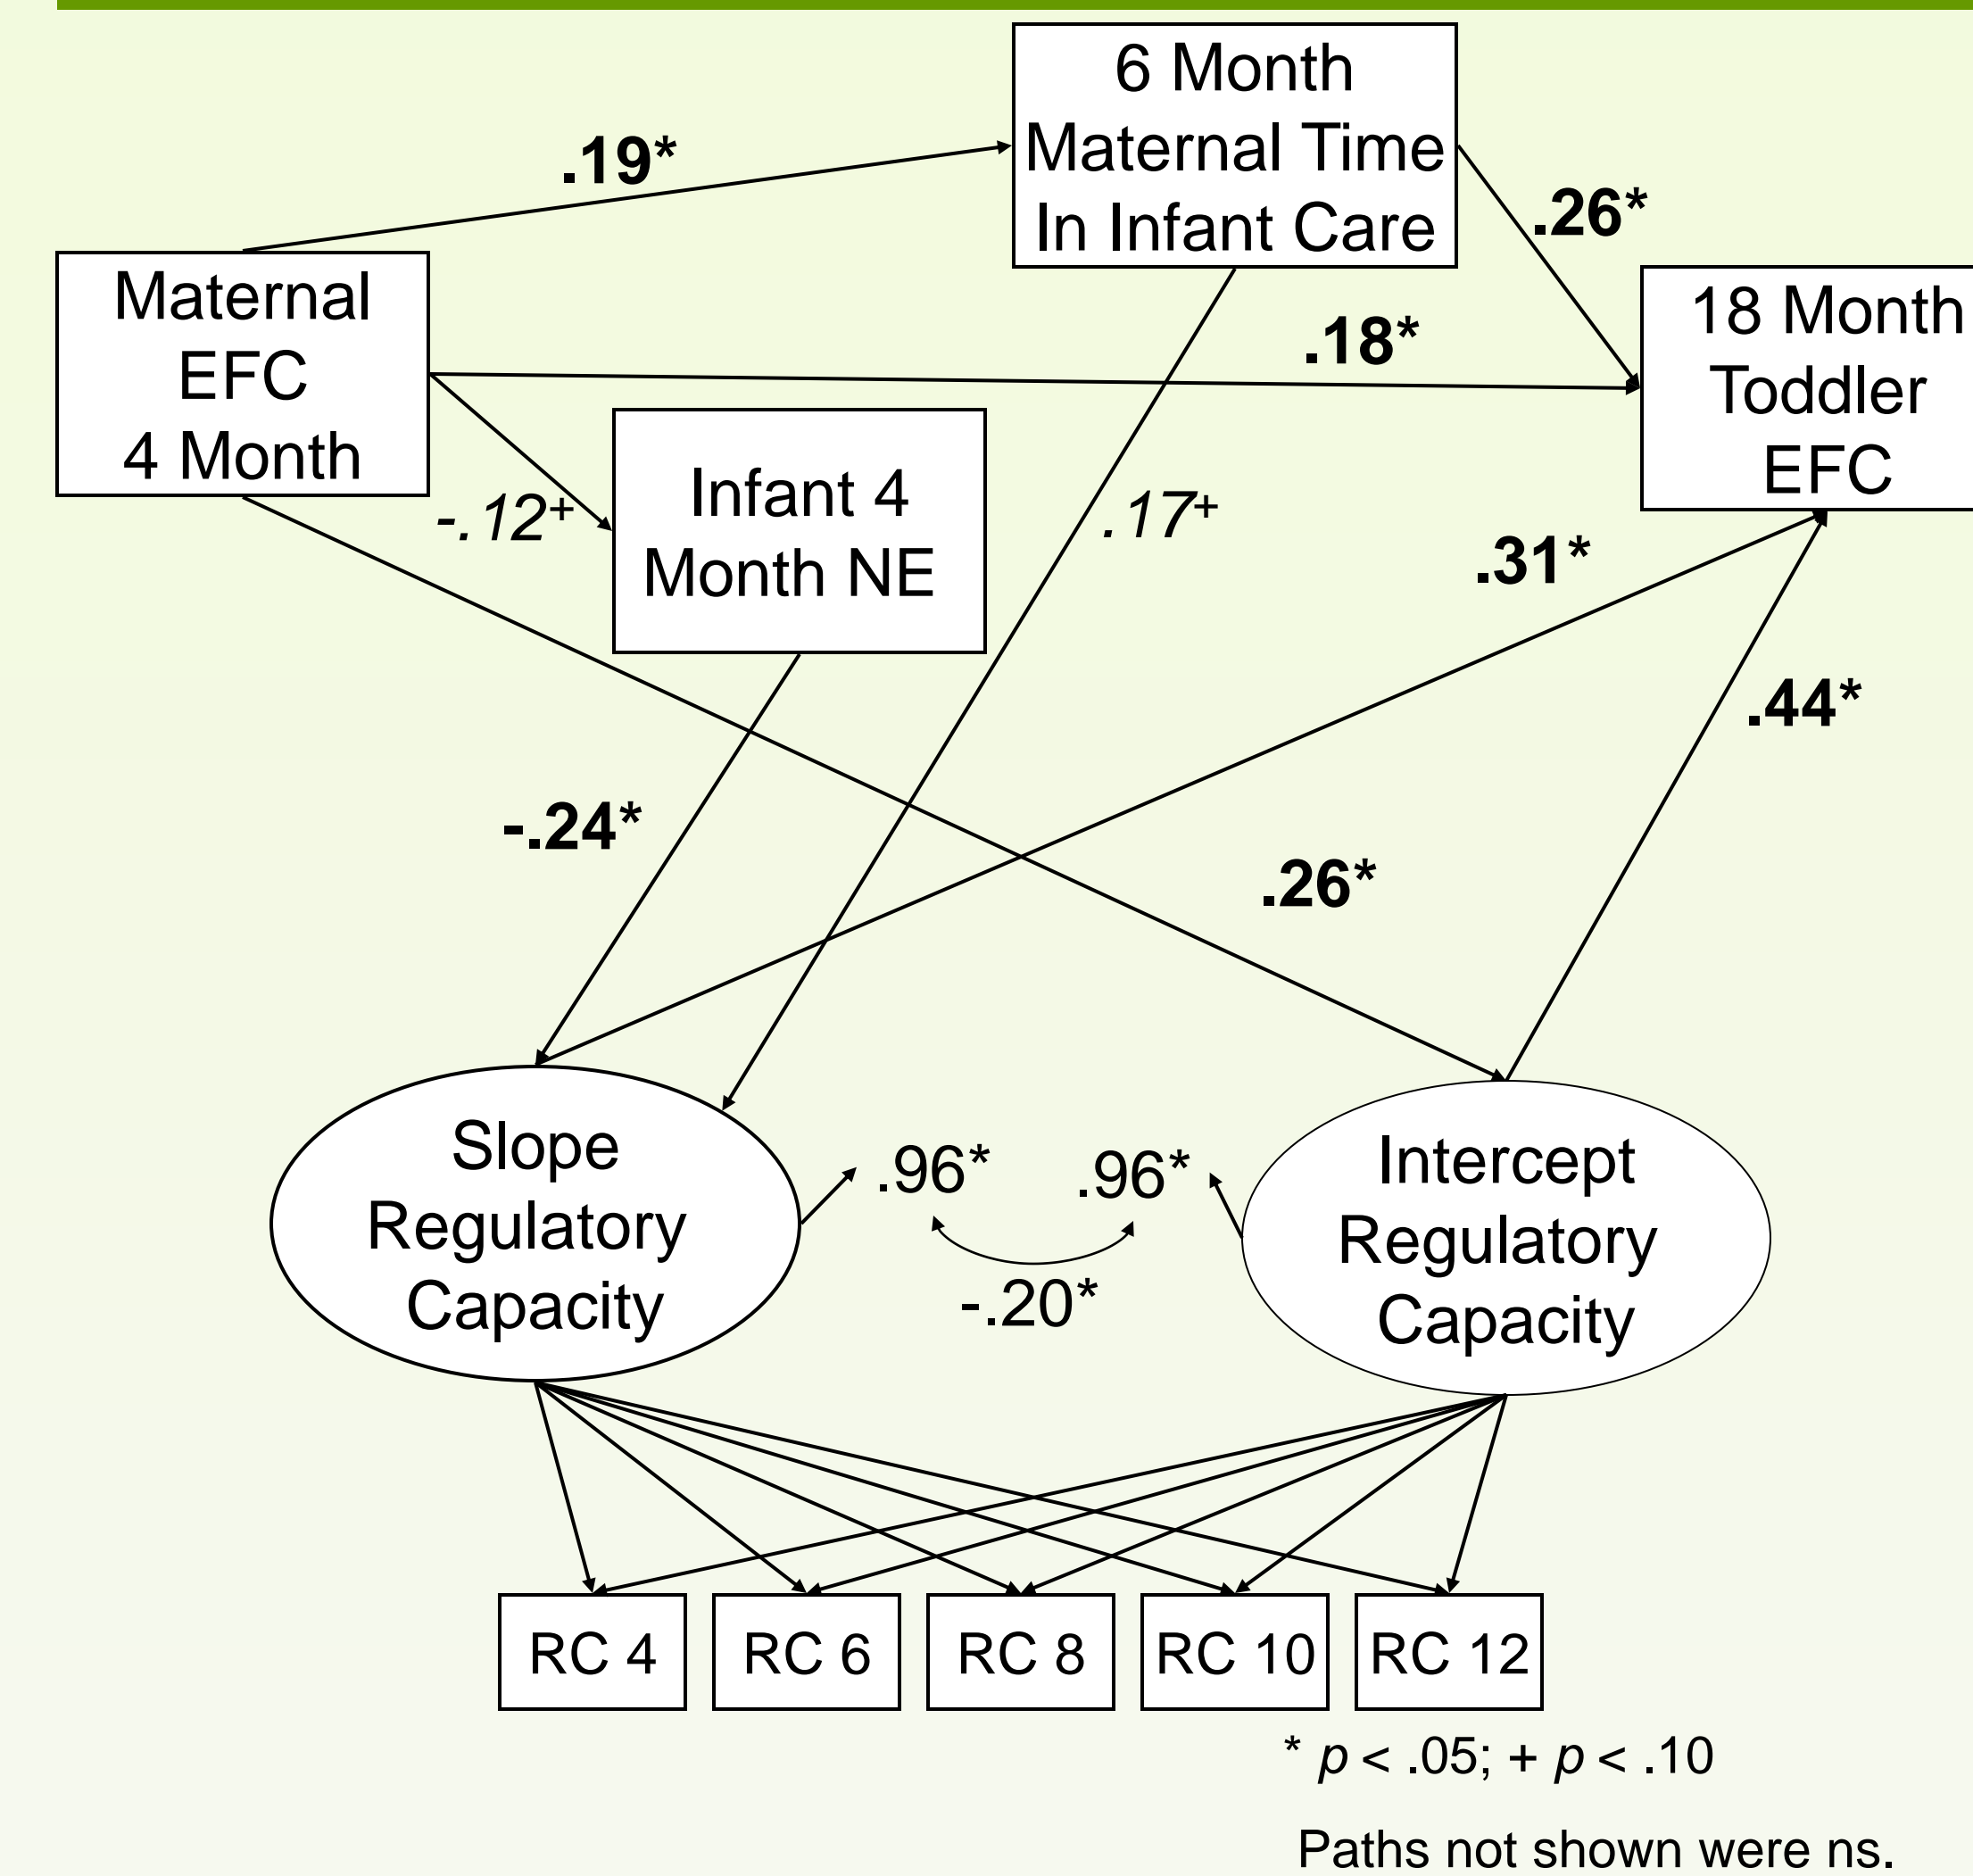 6 Month
Maternal Time
In Infant Care
.19*
.26*
Maternal
EFC
4 Month
18 Month
Toddler
EFC
.18*
Infant 4
Month NE
-.12+
.17+
.31*
.44*
-.24*
.26*
Slope
Regulatory
Capacity
.96*
.96*
-.20*
Intercept
Regulatory
Capacity
RC 4
RC 6
RC 8
RC 10
RC 12
* p < .05; + p < .10
Paths not shown were ns.